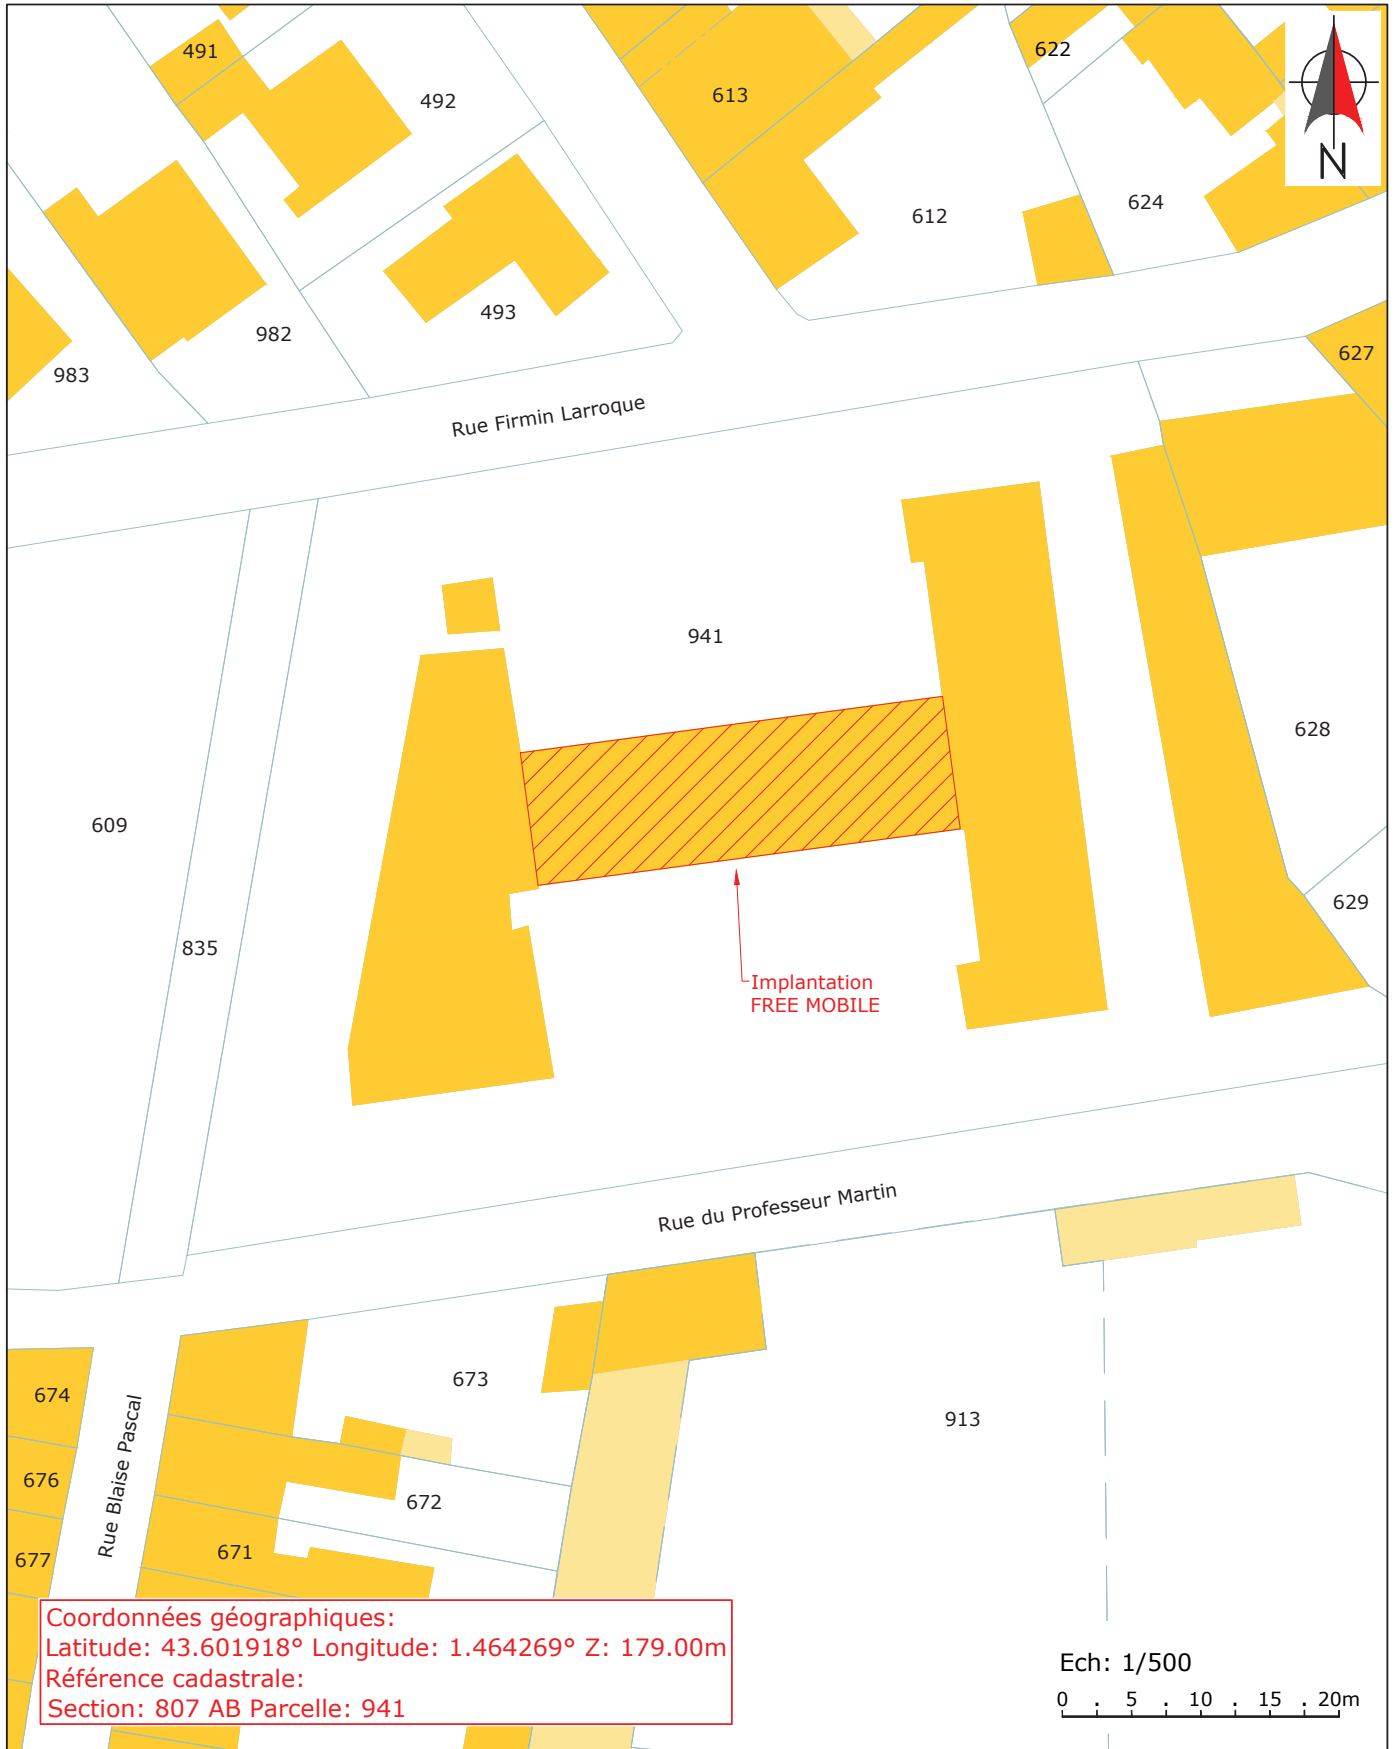 491
492
613
622
N
612
624
493
982
983
627
Rue Firmin Larroque
941
628
609
629
835
Implantation
FREE MOBILE
Rue du Professeur Martin
673
674
913
Rue Blaise Pascal
676
672
671
677
Coordonnées géographiques:
Latitude: 43.601918° Longitude: 1.464269° Z: 179.00m
Référence cadastrale:
Section: 807 AB Parcelle: 941
Ech: 1/500
0 . 5 . 10 . 15 . 20m